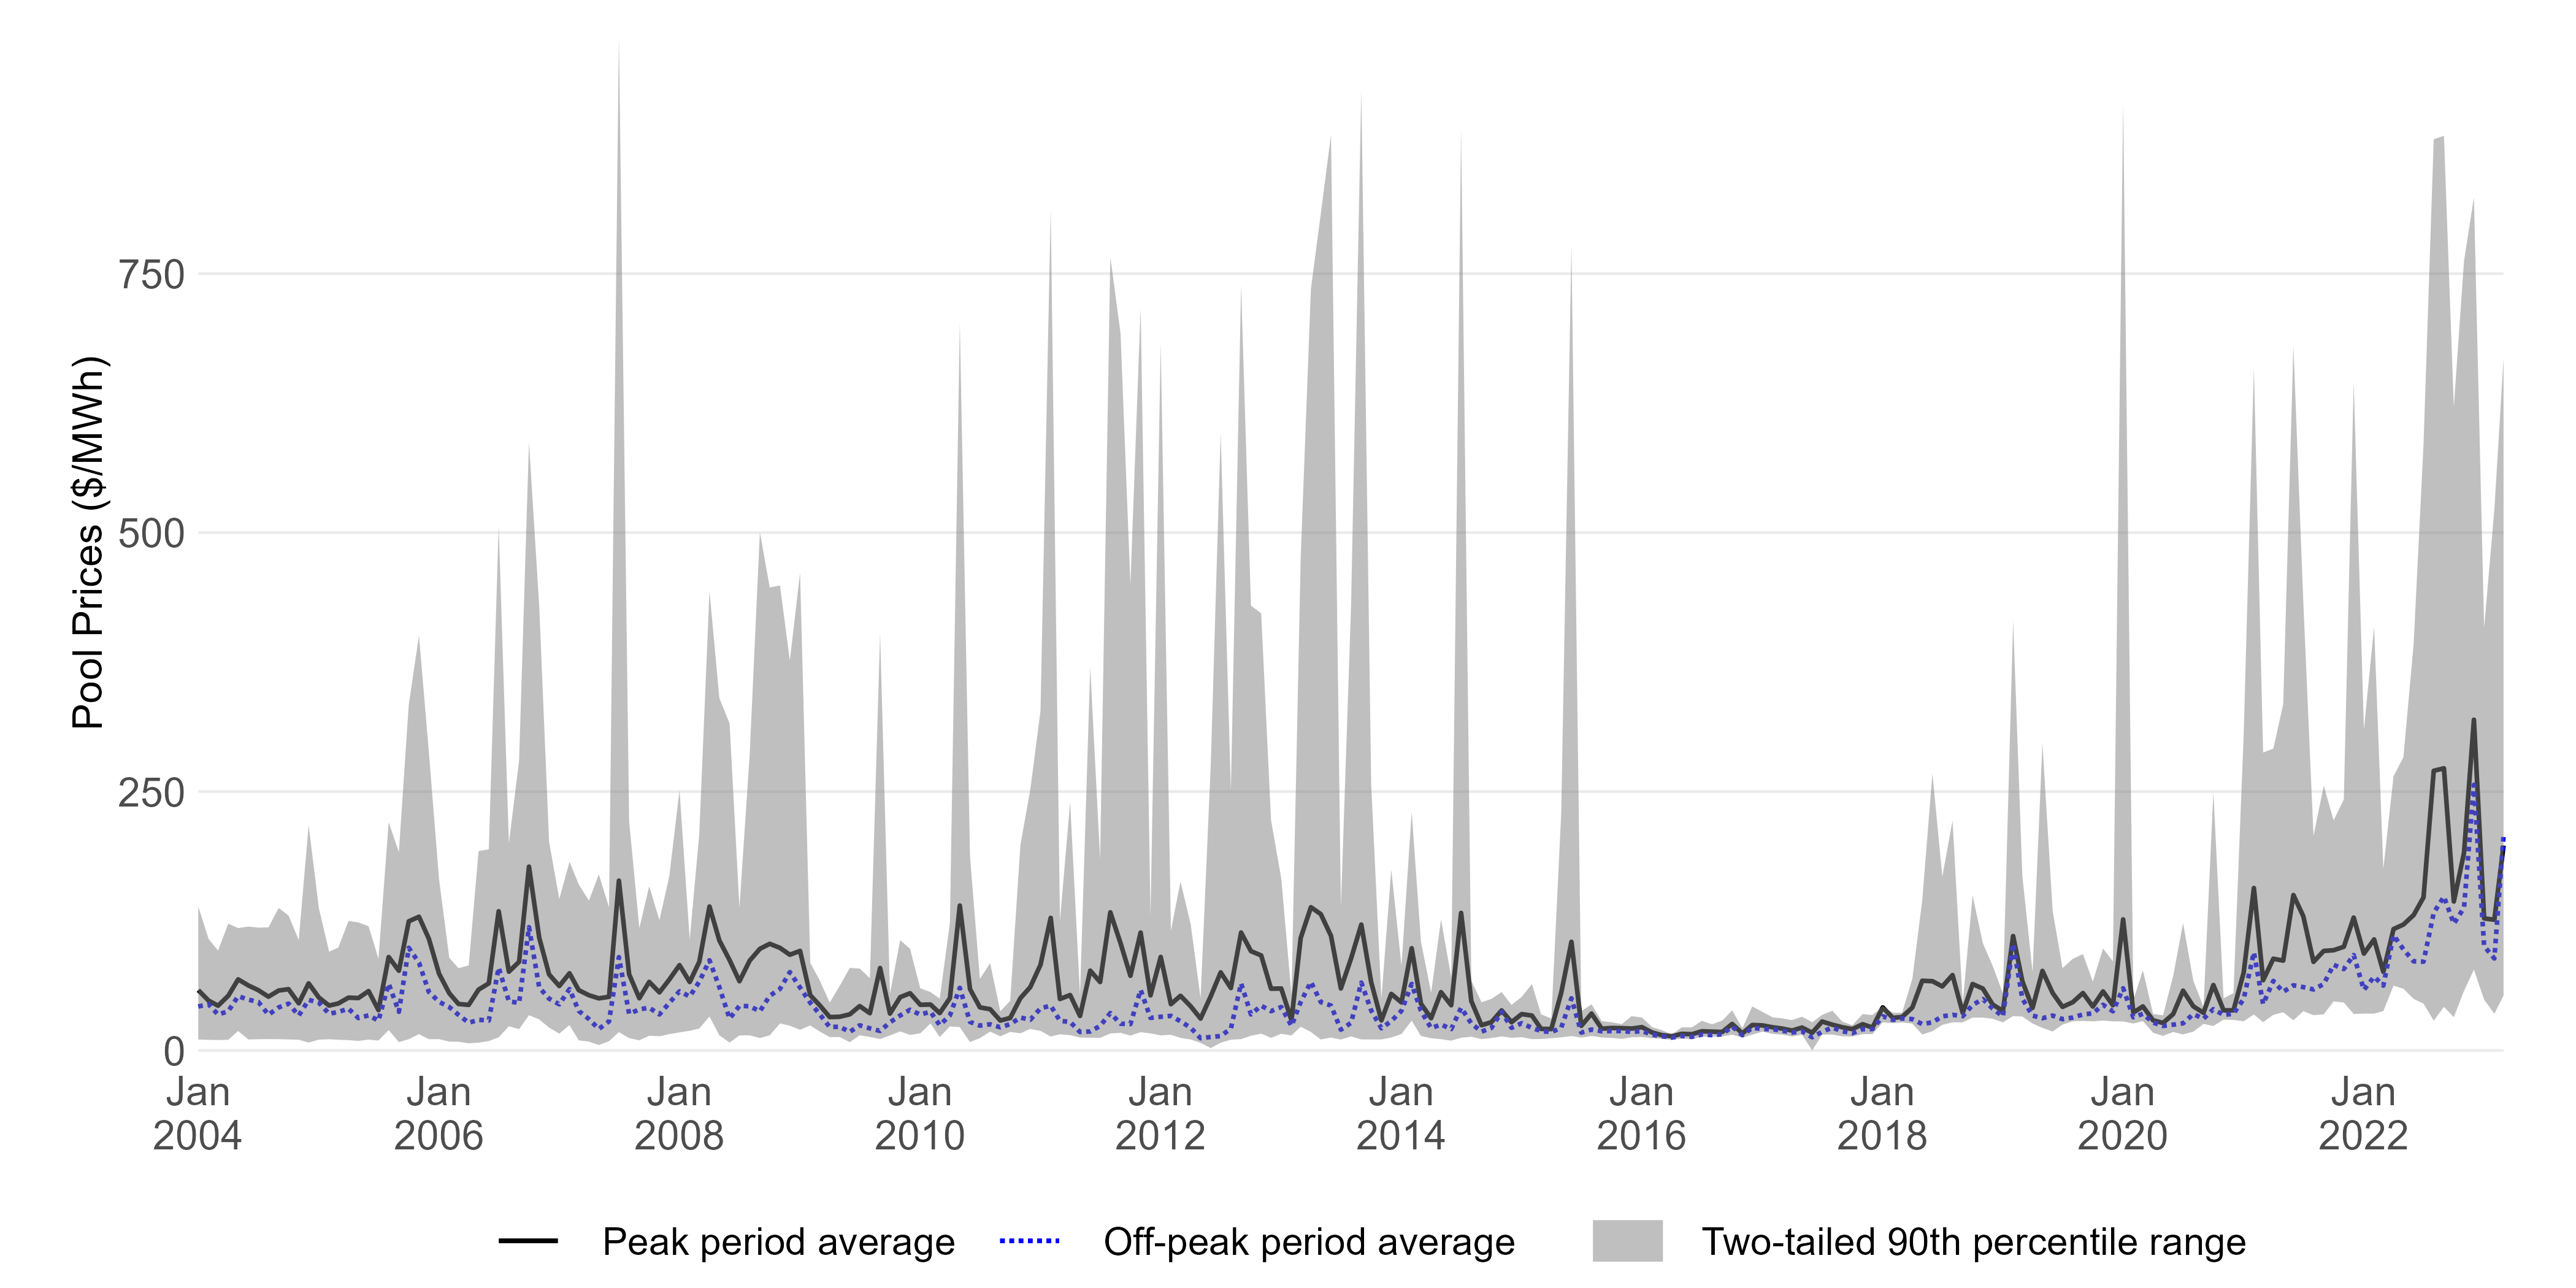 Pool Prices ($/MWh)
750
500
250
0
Jan
2004
Jan
2006
Jan
2008
Jan
2010
Jan
2012
Jan
2014
Jan
2016
Jan
2018
Jan
2020
Jan
2022
Peak period average
Off-peak period average
Two-tailed 90th percentile range